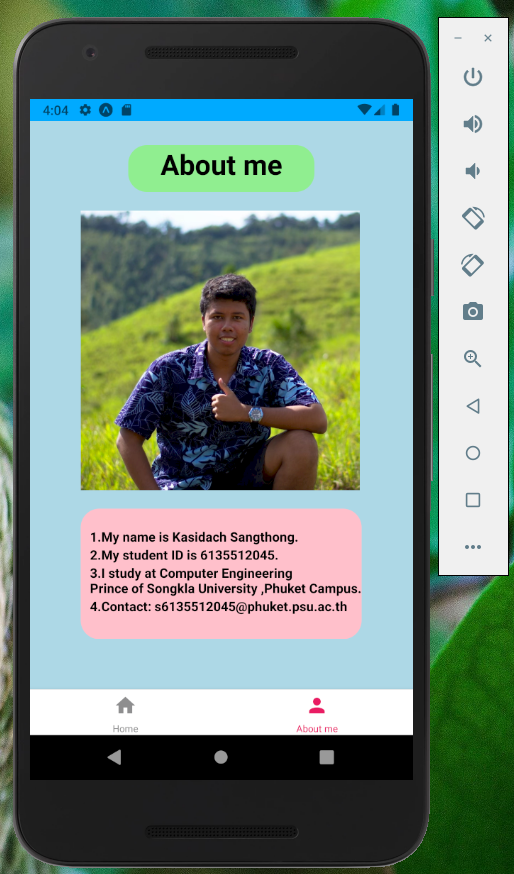 4:04
About me
1.My name is Kasidach Sangthong.
2.My student ID is 6135512045.
3.I study at Computer Engineering
Prince of Songkla University ,Phuket Campus.
4.Contact: s6135512045@phuket.psu.ac.th
Home
About me